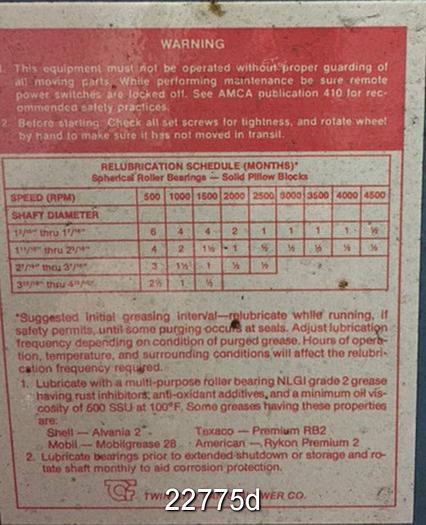 WARNING
1. This equipment must not be operated without proper guarding of
all moving parts. While performing maintenance be sure remote
power switches are locked off. See AMCA publication 410 for rec-
ommended safety practices.
2. Before starting: Check all set screws for tightness, and rotate wheel
by hand to make sure it has not moved in transit.
RELUBRICATION SCHEDULE (MONTHS)*
Spherical Roller Bearings — Solid Pillow Blocks
SPEED (RPM) 500 1000 1500 2000 2500 3000 3500 4000 4500
SHAFT DIAMETER
thru 6 4 4 2 1 1 1 1 ½
thru 4 2 1½ 1 ½ ½ ½ ½ ½
thru 3 1½ 1 ½ ½
thru 2½ 1 ½
*Suggested initial greasing interval—relubricate while running, if
safety permits, until some purging occurs at seals. Adjust lubrication
frequency depending on condition of purged grease. Hours of opera-
tion, temperature, and surrounding conditions will affect the relubri-
cation frequency required.
1. Lubricate with a multi-purpose roller bearing NLGI grade 2 grease
having rust inhibitors, anti-oxidant additives, and a minimum oil vis-
cosity of 500 SSU at 100°F. Some greases having these properties
are:
Shell — Alvania 2 Texaco — Premium RB2
Mobil — Mobilgrease 28 American — Rykon Premium 2
2. Lubricate bearings prior to extended shutdown or storage and ro-
tate shaft monthly to aid corrosion protection.
TWIN CO.
22775d